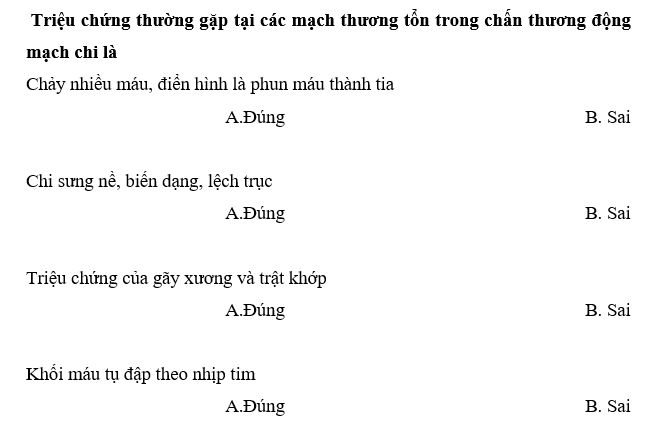 Triệu chứng thường gặp tại các mạch thương tổn trong chấn thương động
mạch chi là
Chảy nhiều máu, điển hình là phun máu thành tia
A.Đúng B. Sai
Chi sưng nề, biến dạng, lệch trục
A.Đúng B. Sai
Triệu chứng của gãy xương và trật khớp
A.Đúng B. Sai
Khối máu tụ đập theo nhịp tim
A.Đúng B. Sai